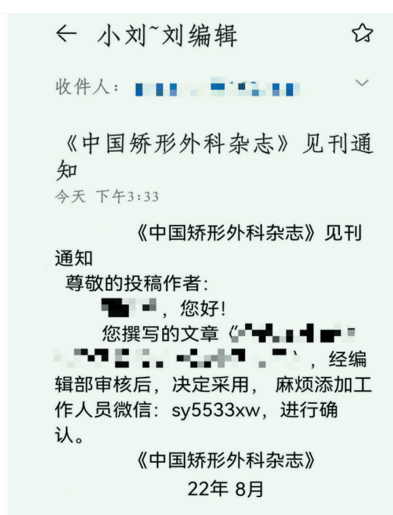 小刘~刘编辑
收件人：
《中国矫形外科杂志》见刊通
知
今天 下午3:33
《中国矫形外科杂志》见刊
通知
尊敬的投稿作者:
，您好!
您撰写的文章《
》，经编
辑部审核后，决定采用， 麻烦添加工
作人员微信：sy5533xw，进行确
认。
《中国矫形外科杂志》
22年 8月